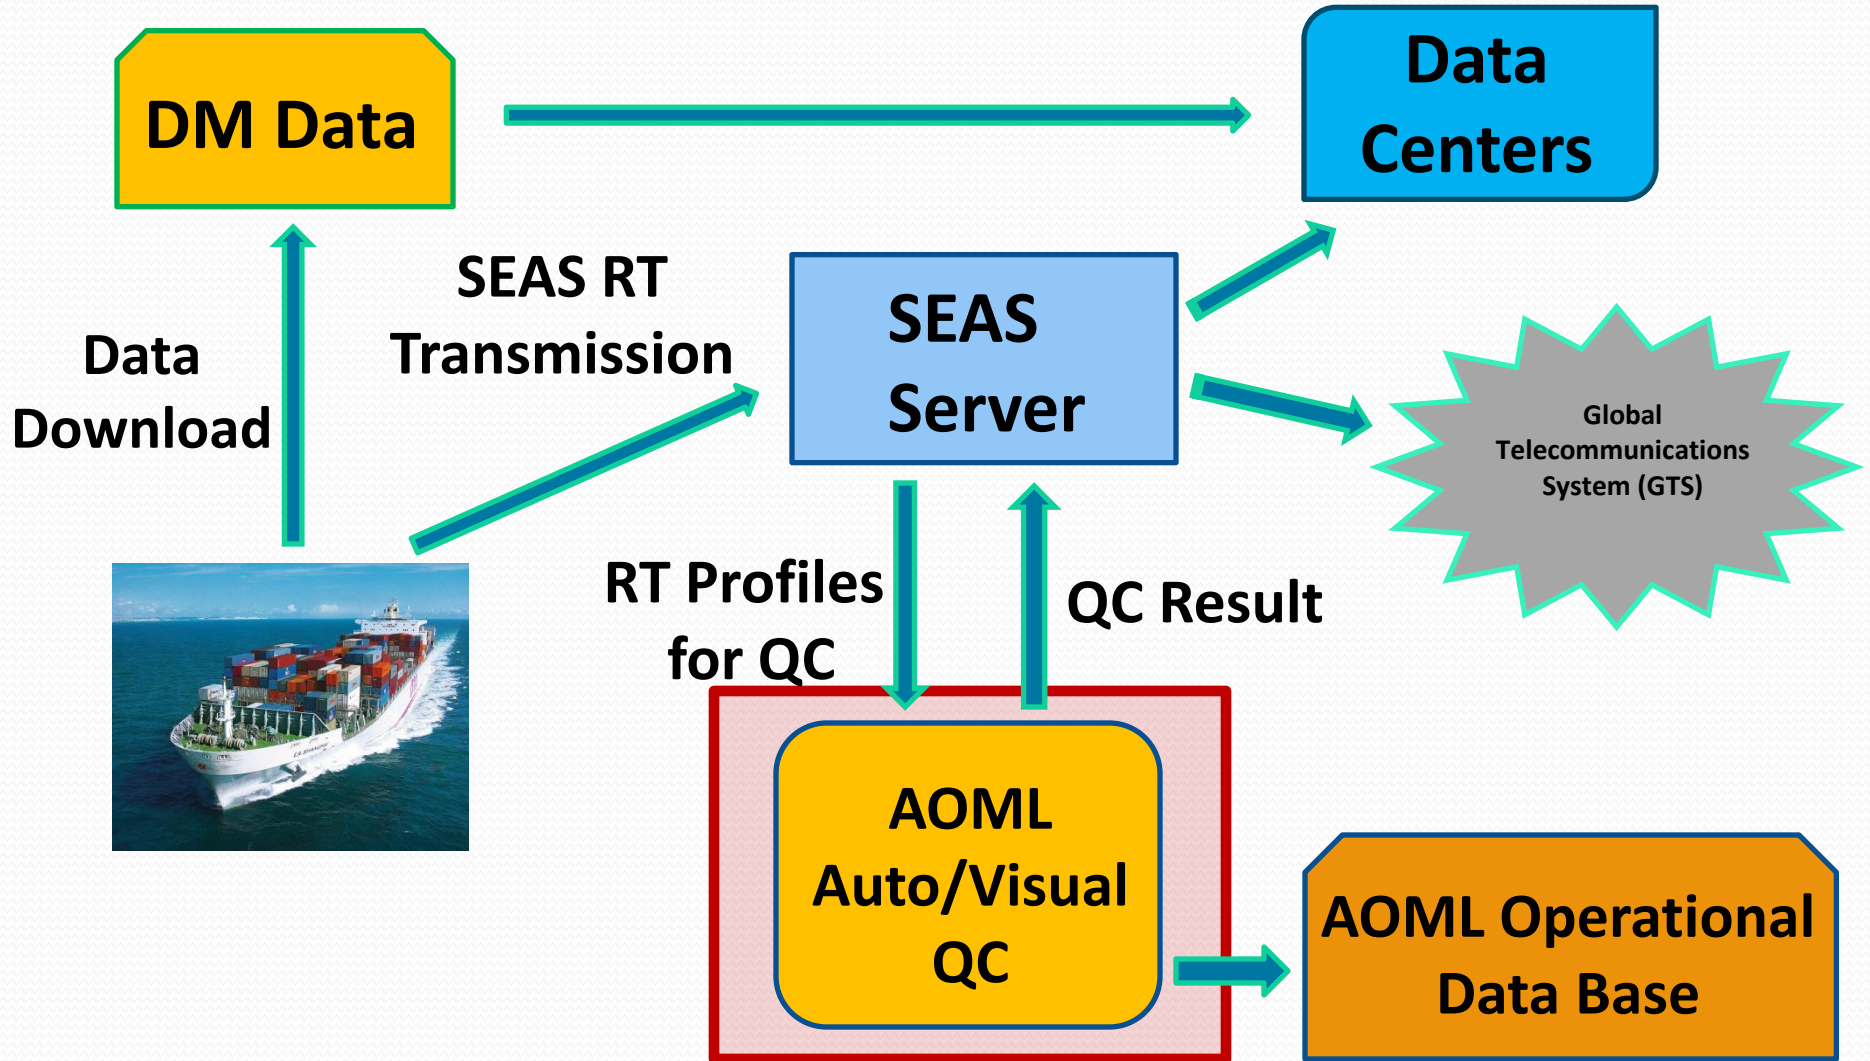 DM Data
Data
Centers
SEAS RT
Transmission
Data
Download
SEAS
Server
Global
Telecommunications
System (GTS)
RT Profiles
for QC
QC Result
AOML
Auto/Visual
QC
AOML Operational
Data Base